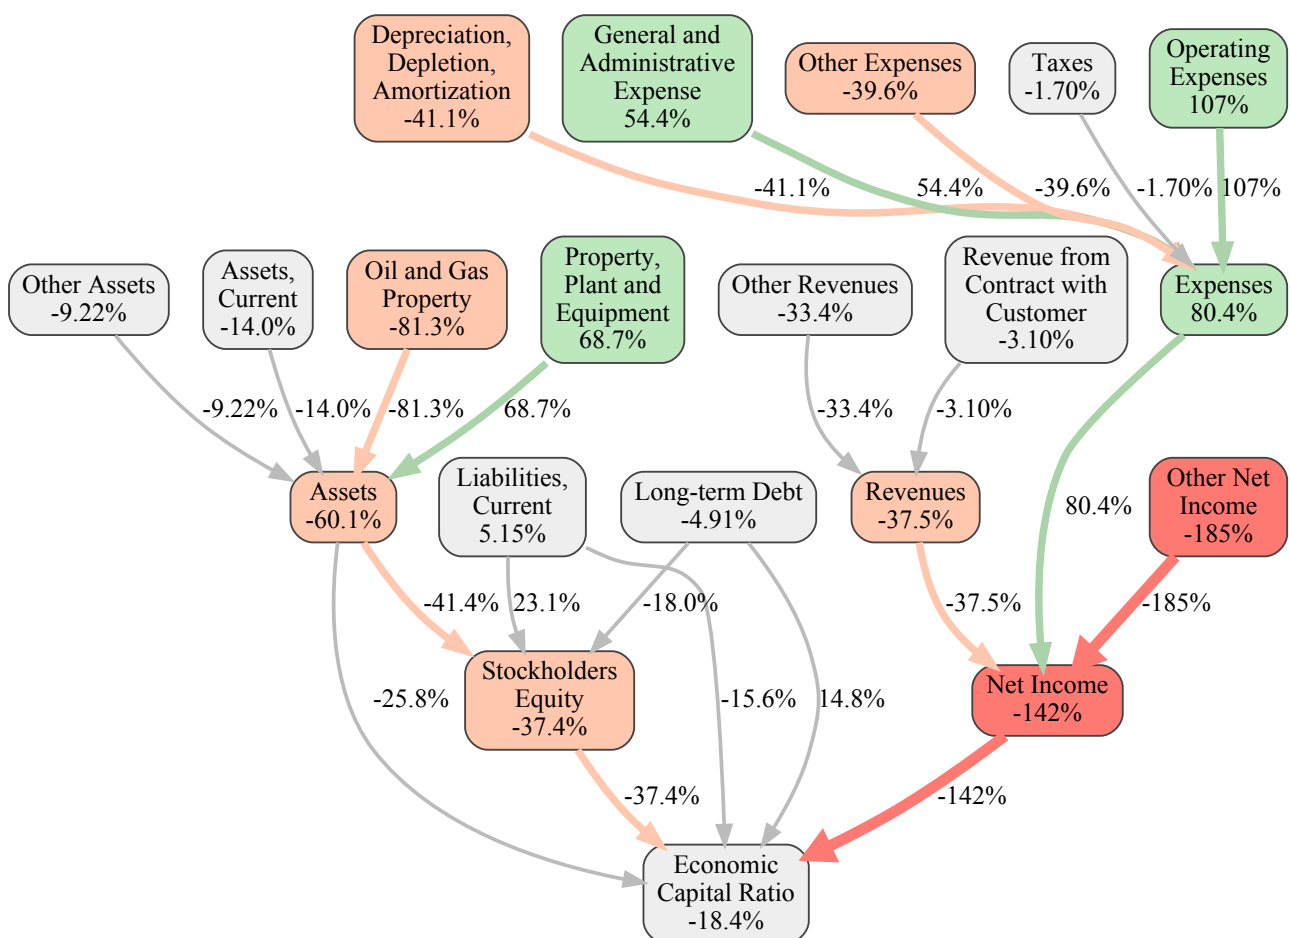 Depreciation,
Depletion,
Amortization
-41.1%
General and
Administrative
Expense
54.4%
Other Expenses
-39.6%
Taxes
-1.70%
Operating
Expenses
107%
-41.1%
54.4%
-39.6%
-1.70%
107%
Other Assets
-9.22%
Assets,
Current
-14.0%
Oil and Gas
Property
-81.3%
Property,
Plant and
Equipment
68.7%
Other Revenues
-33.4%
Revenue from
Contract with
Customer
-3.10%
Expenses
80.4%
-9.22%
-14.0%
-81.3%
68.7%
-33.4%
-3.10%
Assets
-60.1%
Liabilities,
Current
5.15%
Long-term Debt
-4.91%
Revenues
-37.5%
80.4%
Other Net
Income
-185%
-41.4%
23.1%
-18.0%
-37.5%
-185%
Stockholders
Equity
-37.4%
Net Income
-142%
-25.8%
-15.6%
14.8%
-37.4%
-142%
Economic
Capital Ratio
-18.4%